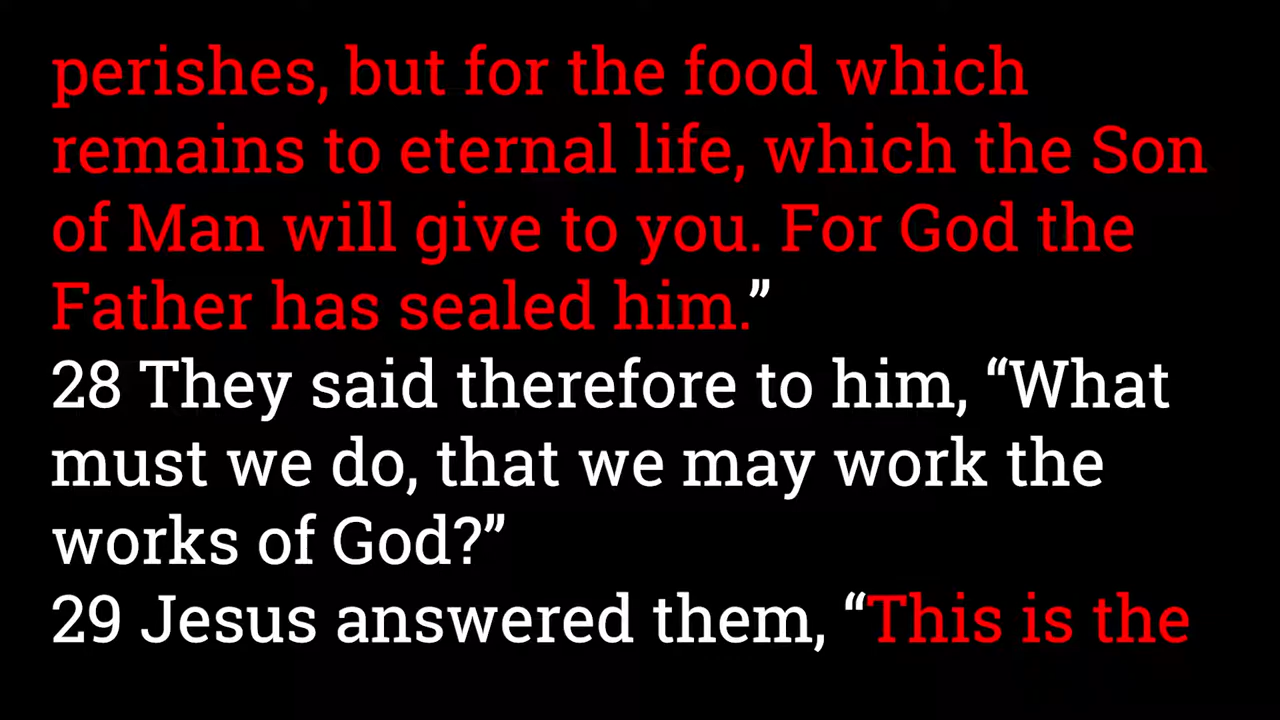 perishes, but for the food which
remains to eternal life, which the Son
of Man will give to you. For God the
Father has sealed him.”
28 They said therefore to him, “What
must we do, that we may work the
works of God?”
29 Jesus answered them, “This is the